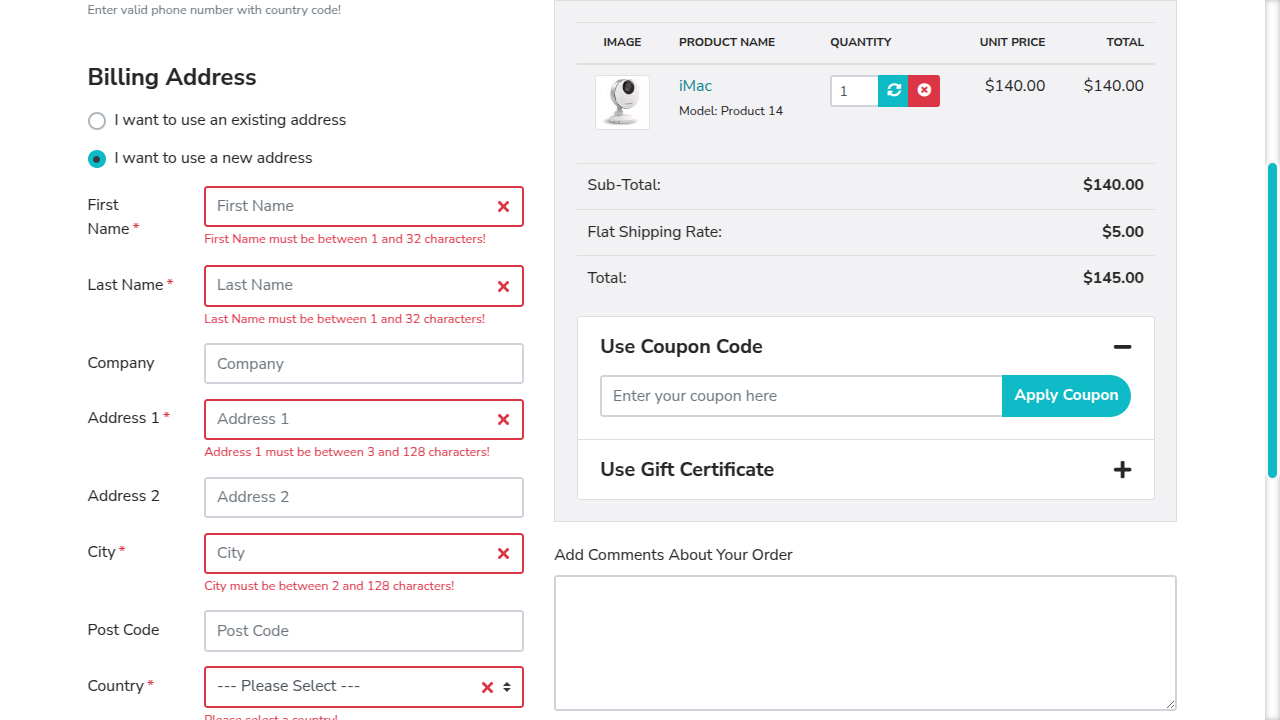 Enter valid phone number with country code!
Billing Address
I want to use an existing address
I want to use a new address
First
Name *
First Name
First Name must be between 1 and 32 characters!
Last Name *
Last Name
Last Name must be between 1 and 32 characters!
Company
Company
Address 1 *
Address 1
Address 1 must be between 3 and 128 characters!
Address 2
Address 2
City *
City
City must be between 2 and 128 characters!
Post Code
Post Code
Country *
--- Please Select ---
Please select a country!
IMAGE PRODUCT NAME QUANTITY UNIT PRICE TOTAL
iMac 1 $140.00 $140.00
Model: Product 14
Sub-Total: $140.00
Flat Shipping Rate: $5.00
Total: $145.00
Use Coupon Code
Enter your coupon here Apply Coupon
Use Gift Certificate
Add Comments About Your Order